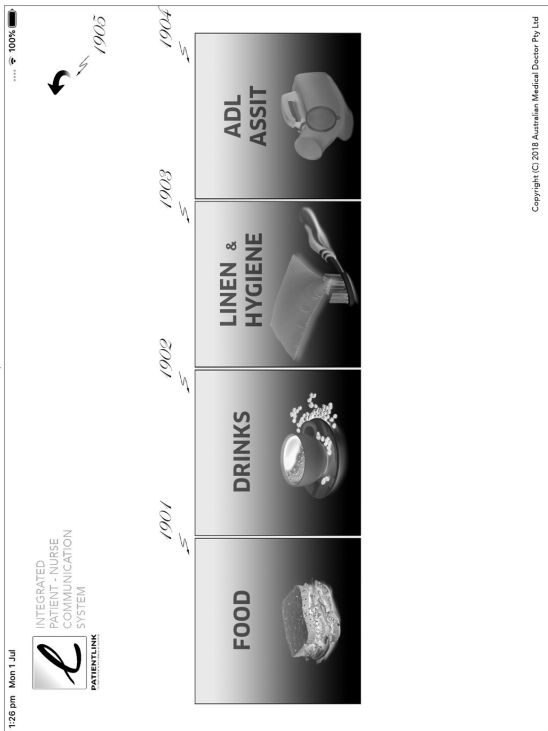 1:26 pm Mon 1 Jul
100%
INTEGRATED
PATIENT - NURSE
COMMUNICATION
SYSTEM
PATIENTLINK
1905
1901
1902
1903
1904
FOOD
DRINKS
LINEN &
HYGIENE
ADL
ASSIT
Copyright (C) 2018 Australian Medical Doctor Pty Ltd